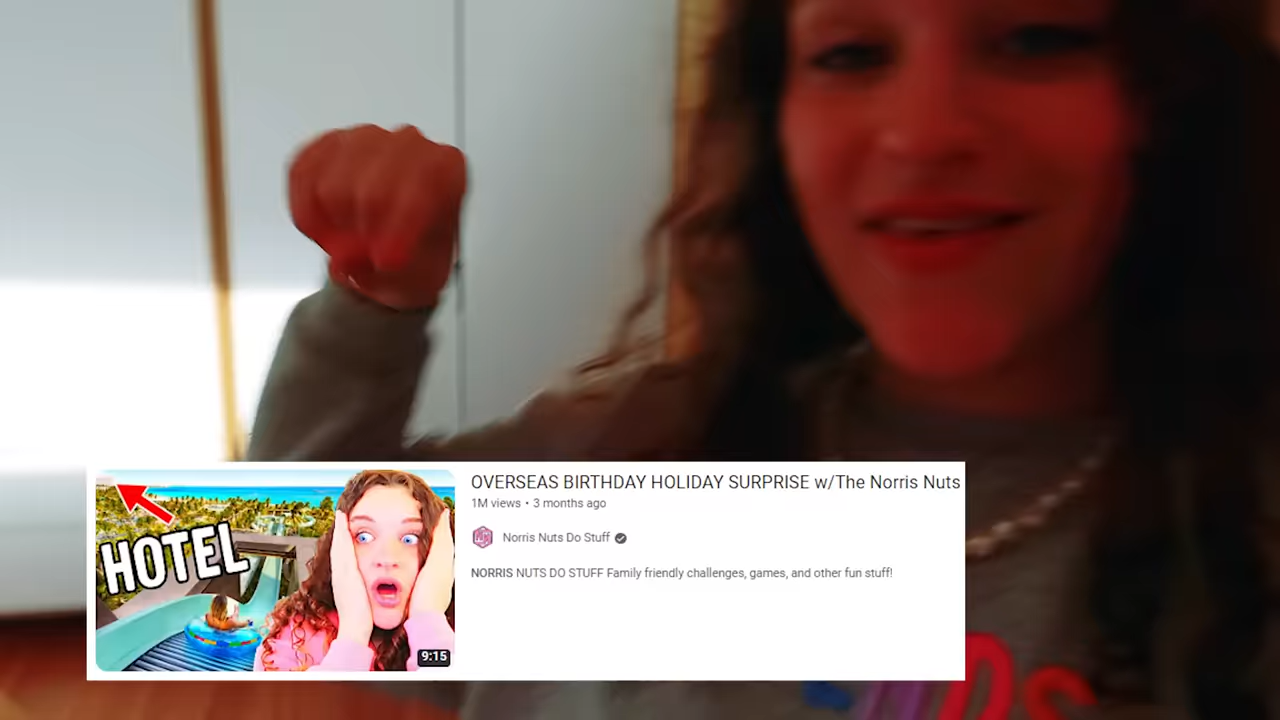 OVERSEAS BIRTHDAY HOLIDAY SURPRISE w/The Norris Nuts
1M views • 3 months ago
HOTEL
Norris Nuts Do Stuff
NORRIS NUTS DO STUFF Family friendly challenges, games, and other fun stuff!
9:15